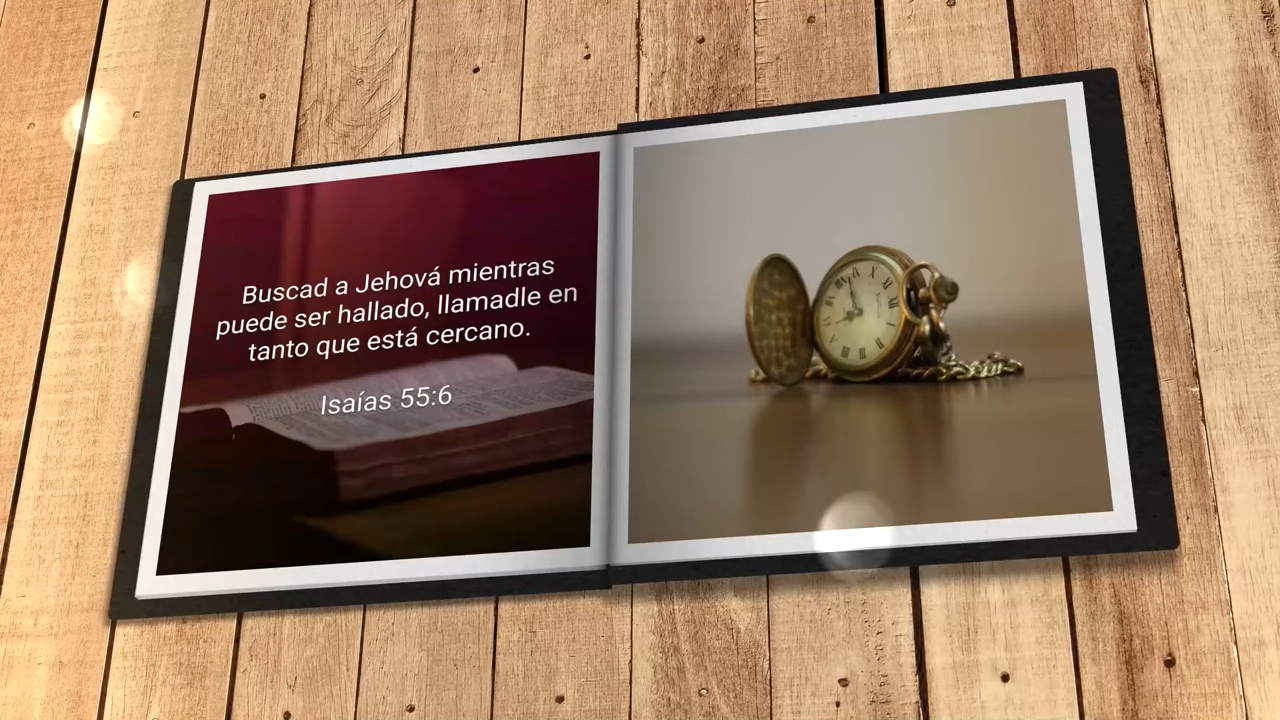 Buscad a Jehová mientras
puede ser hallado, llamadle en
tanto que está cercano.
Isaías 55:6